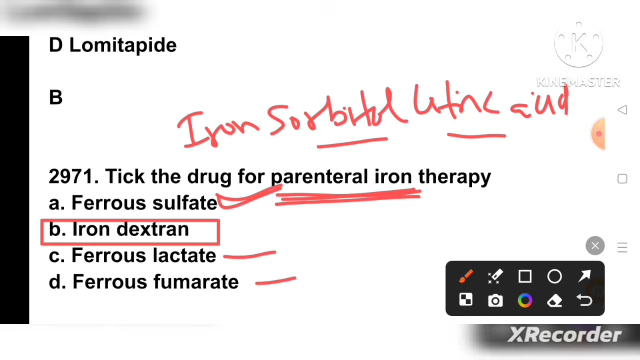 D Lomitapide
KINEMASTER
B
Iron Sorbitol Citric acid
2971. Tick the drug for parenteral iron therapy
a. Ferrous sulfate
b. Iron dextran
c. Ferrous lactate
d. Ferrous fumarate
XRecorder